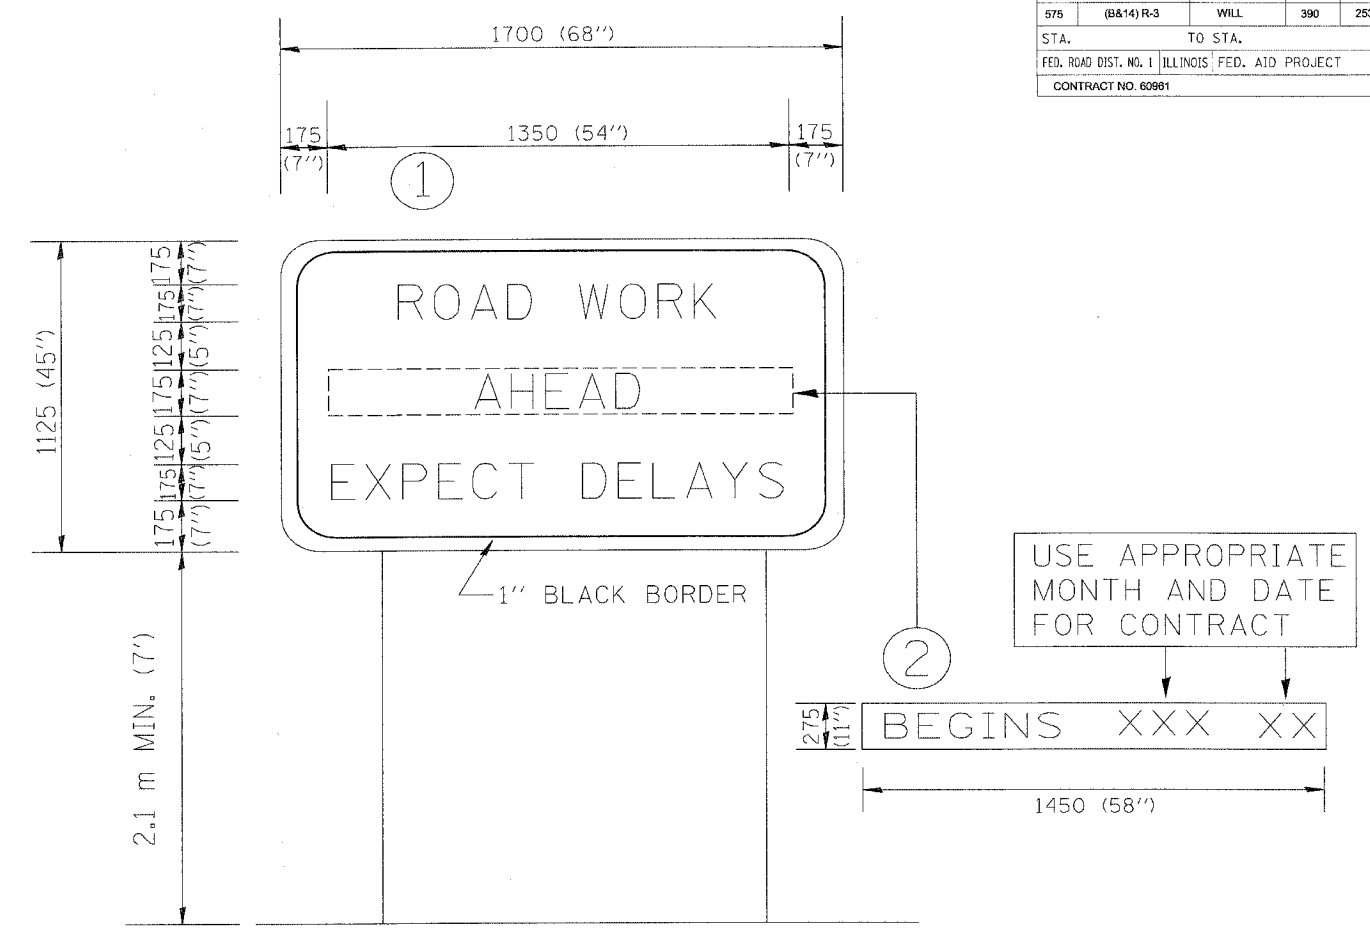 575 (B&14) R-3 WILL 390 253
STA. TO STA.
FED. ROAD DIST. NO. 1 ILLINOIS FED. AID PROJECT
CONTRACT NO. 60961
1700 (68'')
175 (7'')
1350 (54'')
175 (7'')
1
1125 (45'')
175 (7'')
175 (7'')
125 (5'')
175 (7'')
125 (5'')
175 (7'')
175 (7'')
ROAD WORK
AHEAD
EXPECT DELAYS
1'' BLACK BORDER
2.1 m MIN. (7')
USE APPROPRIATE
MONTH AND DATE
FOR CONTRACT
2
275 (11'')
BEGINS XXX XX
1450 (58'')